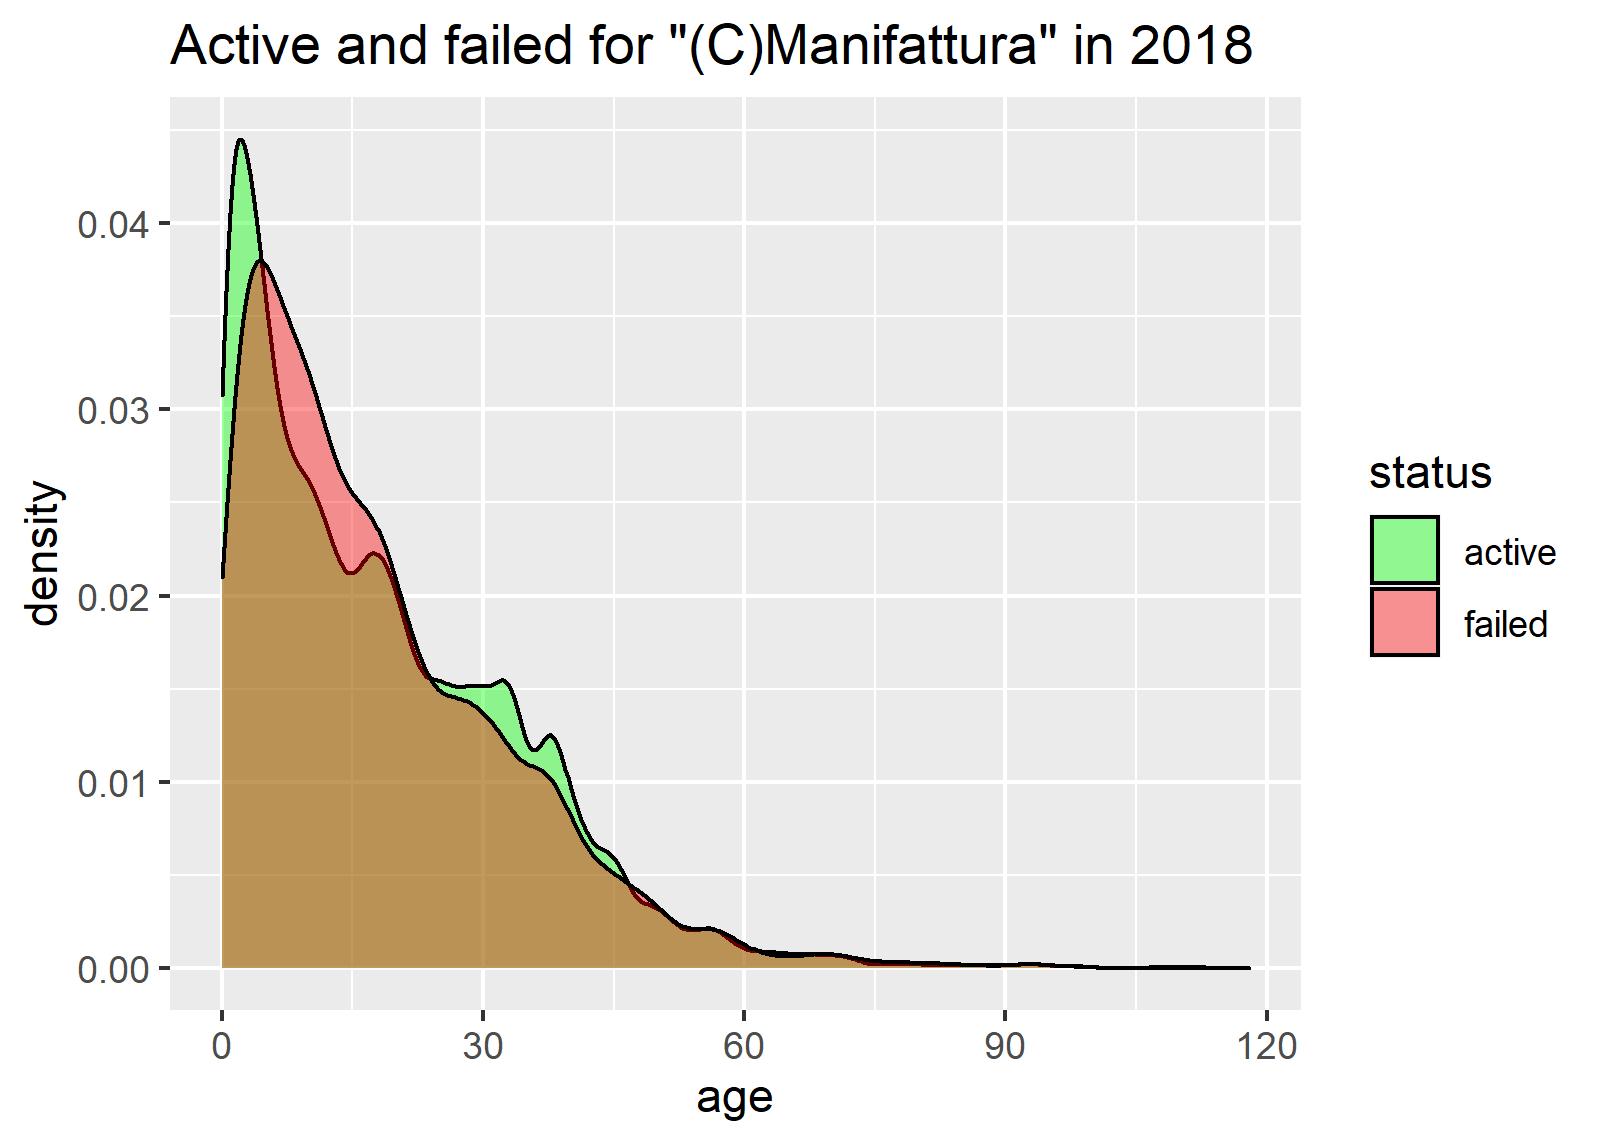 Active and failed for "(C)Manifattura" in 2018
density
0.04
0.03
0.02
0.01
0.00
0 30 60 90 120
age
status
active
failed